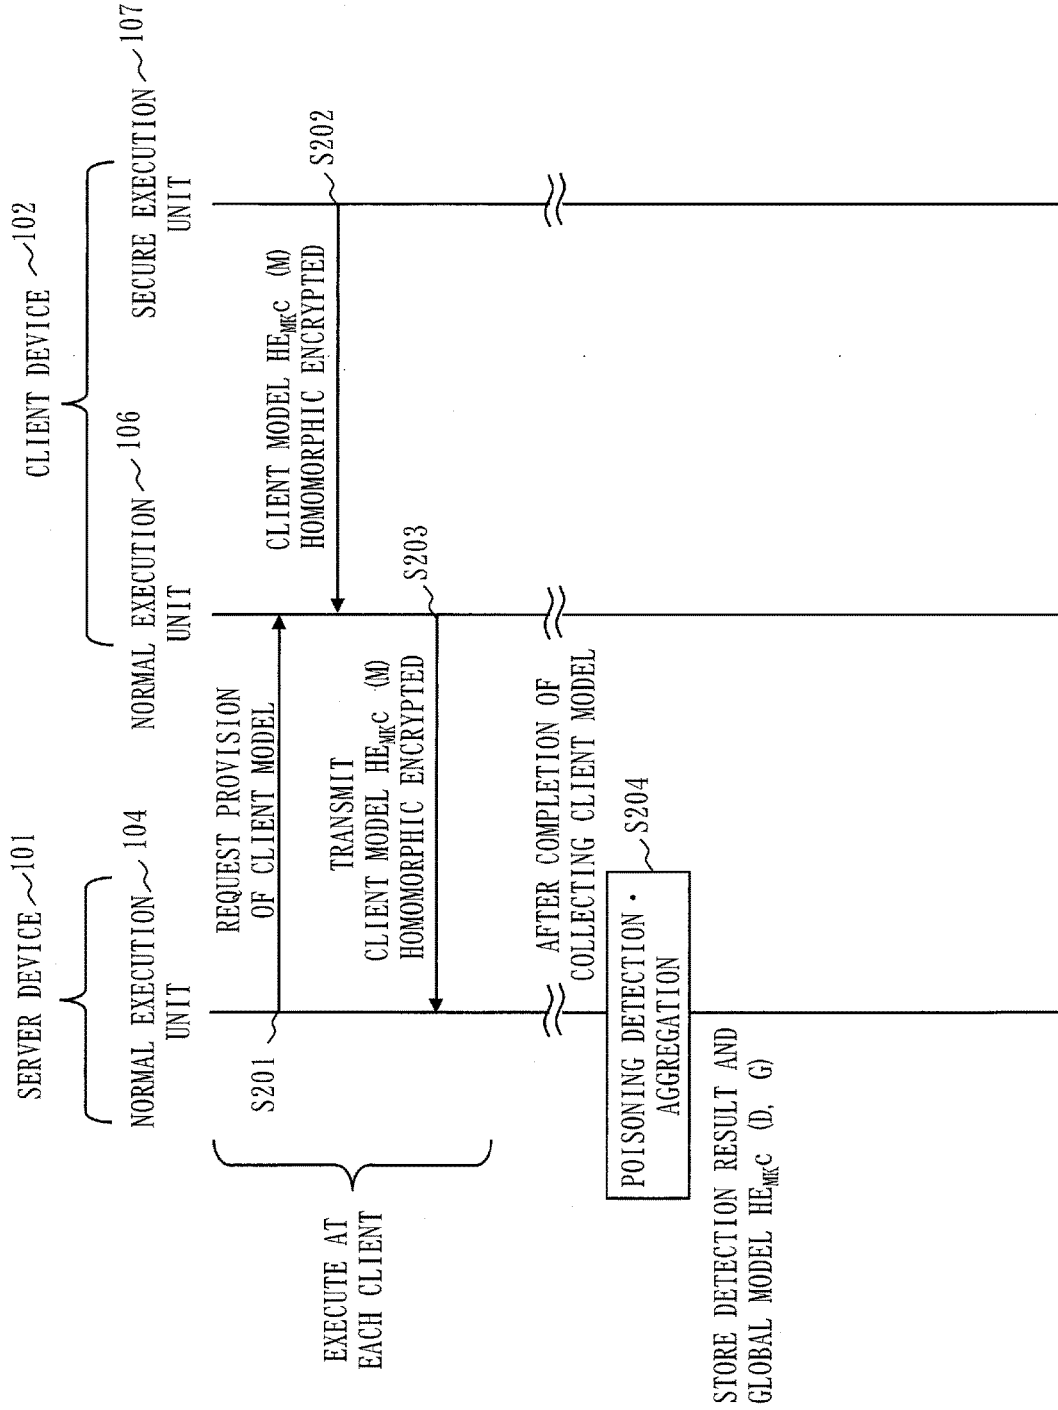 SERVER DEVICE 101
CLIENT DEVICE 102
NORMAL EXECUTION 104
UNIT
NORMAL EXECUTION 106
UNIT
SECURE EXECUTION 107
UNIT
EXECUTE AT
EACH CLIENT
S201
REQUEST PROVISION
OF CLIENT MODEL
CLIENT MODEL HEMKC (M)
HOMOMORPHIC ENCRYPTED
S202
TRANSMIT
CLIENT MODEL HEMKC (M)
HOMOMORPHIC ENCRYPTED
S203
AFTER COMPLETION OF
COLLECTING CLIENT MODEL
POISONING DETECTION ・
AGGREGATION
S204
STORE DETECTION RESULT AND
GLOBAL MODEL HEMKC (D, G)